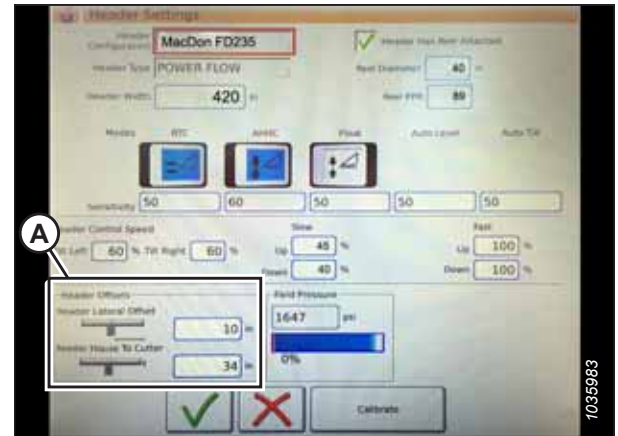 Header Settings
Header Configuration MacDon FD235 Header Has Reel Attached
Header Type POWER FLOW Reel Diameter 40 in
Header Width 420 in Reel PPR 89
Modes RTC AHHC Float Auto Level Auto Tilt
Sensitivity 50 60 50 50 50
Header Control Speed Slow Fast
A
Tilt Left 60 % Tilt Right 60 % Up 45 % Up 100 %
Down 40 % Down 100 %
Header Offsets Field Pressure
Header Lateral Offset 1647 psi
10 in
Feeder House To Cutter 0%
34 in
Calibrate
1035983